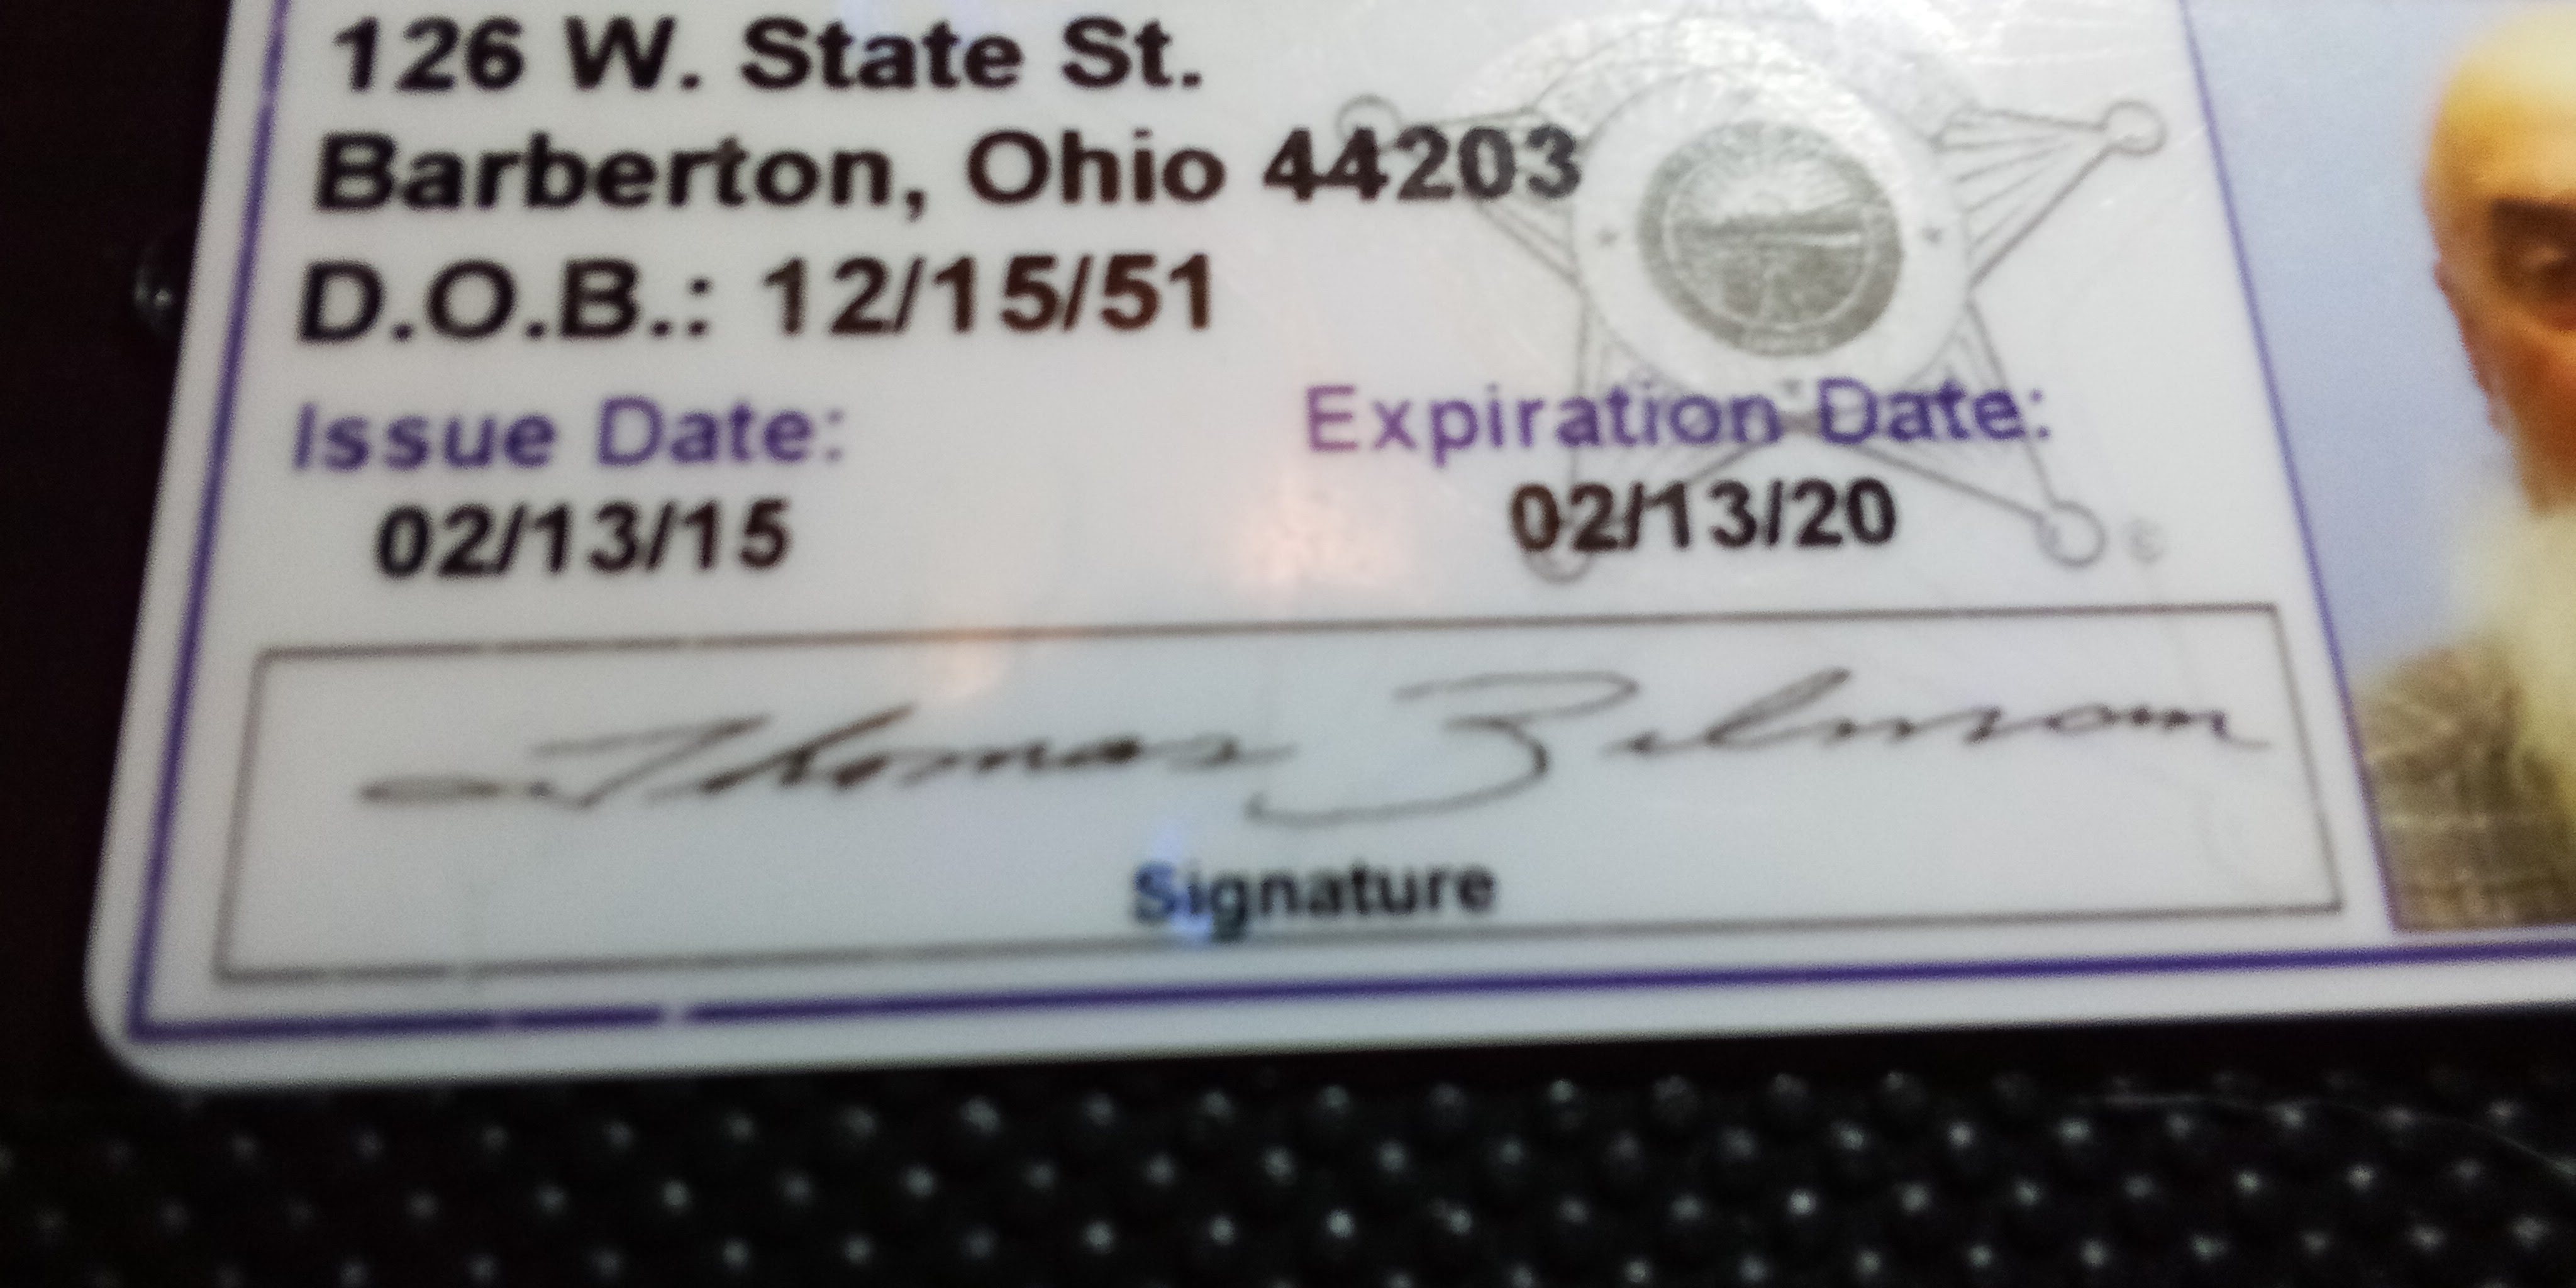 126 W. State St.
Barberton, Ohio 44203
D.O.B.: 12/15/51
Issue Date:
Expiration Date:
02/13/15
02/13/20
Thomas
Signature